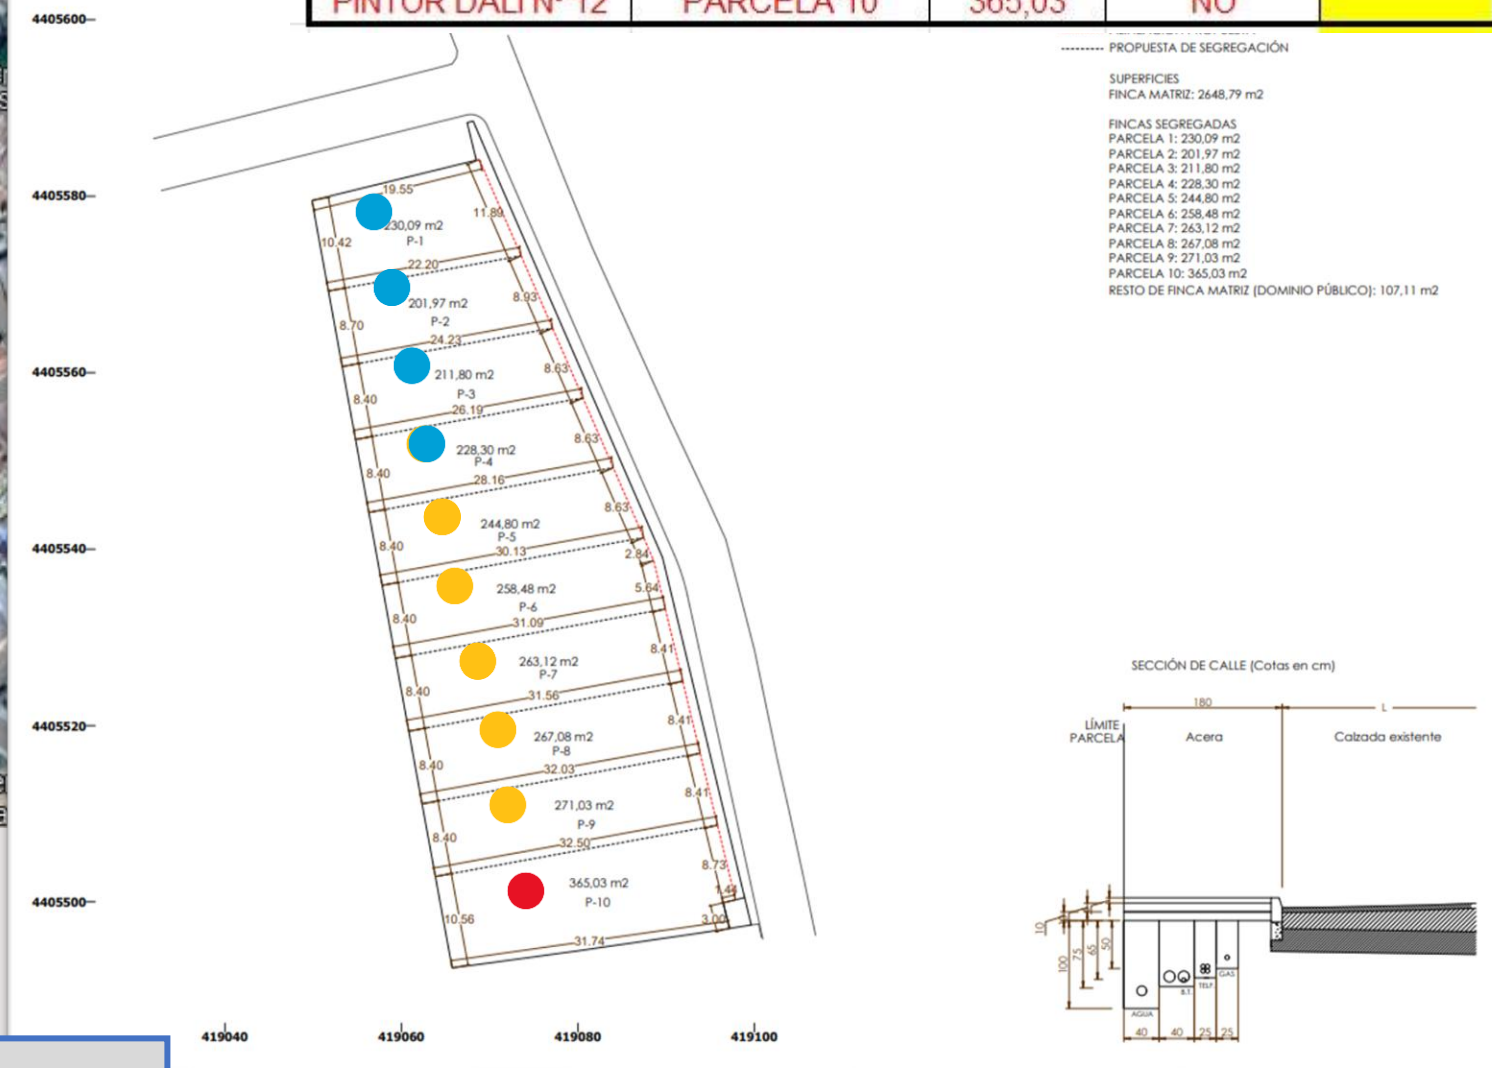 PINTOR DALI Nº 12 PARCELA 10 365,03 NO
PROPUESTA DE SEGREGACIÓN
SUPERFICIES
FINCA MATRIZ: 2648,79 m2
FINCAS SEGREGADAS
PARCELA 1: 230,09 m2
PARCELA 2: 201,97 m2
PARCELA 3: 211,80 m2
PARCELA 4: 228,30 m2
PARCELA 5: 244,80 m2
PARCELA 6: 258,48 m2
PARCELA 7: 263,12 m2
PARCELA 8: 267,08 m2
PARCELA 9: 271,03 m2
PARCELA 10: 365,03 m2
RESTO DE FINCA MATRIZ (DOMINIO PÚBLICO): 107,11 m2
4405600
4405580
4405560
4405540
4405520
4405500
419040
419060
419080
419100
19.55
11.89
230,09 m2
P-1
10.42
22.20
8.93
201,97 m2
P-2
8.70
24.23
8.63
211,80 m2
P-3
8.40
26.19
8.63
228,30 m2
P-4
8.40
28.16
8.63
244,80 m2
P-5
8.40
30.13
2.84
5.64
258,48 m2
P-6
8.40
31.09
8.41
263,12 m2
P-7
8.40
31.56
8.41
267,08 m2
P-8
8.40
32.03
8.41
271,03 m2
P-9
8.40
32.50
8.73
1.44
365,03 m2
P-10
10.56
3.00
31.74
SECCIÓN DE CALLE (Cotas en cm)
180
L
LÍMITE
PARCELA
Acera
Calzada existente
10
100
75
65
50
AGUA
B.T.
TELF.
GAS
40
40
25
25